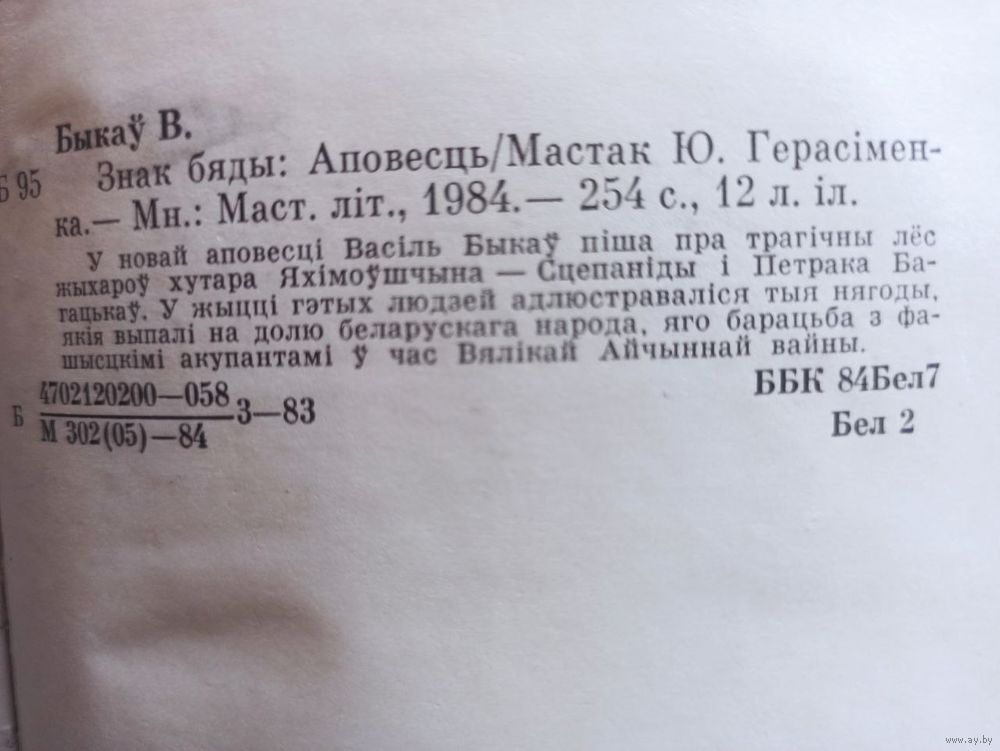 Быкаў В.
Б 95 Знак бяды: Аповесць/Мастак Ю. Герасімен-
ка.— Мн.: Маст. літ., 1984.— 254 с., 12 л. іл.
У новай аповесці Васіль Быкаў піша пра трагічны лёс
жыхароў хутара Яхімоўшчына — Сцепаніды і Петрака Ба-
гацькаў. У жыцці гэтых людзей адлюстраваліся тыя нягоды,
якія выпалі на долю беларускага народа, яго барацьба з фа-
шысцкімі акупантамі ў час Вялікай Айчыннай вайны.
Б 4702120200—058
М 302(05)—84
3—83
ББК 84Бел7
Бел 2
www.ay.by